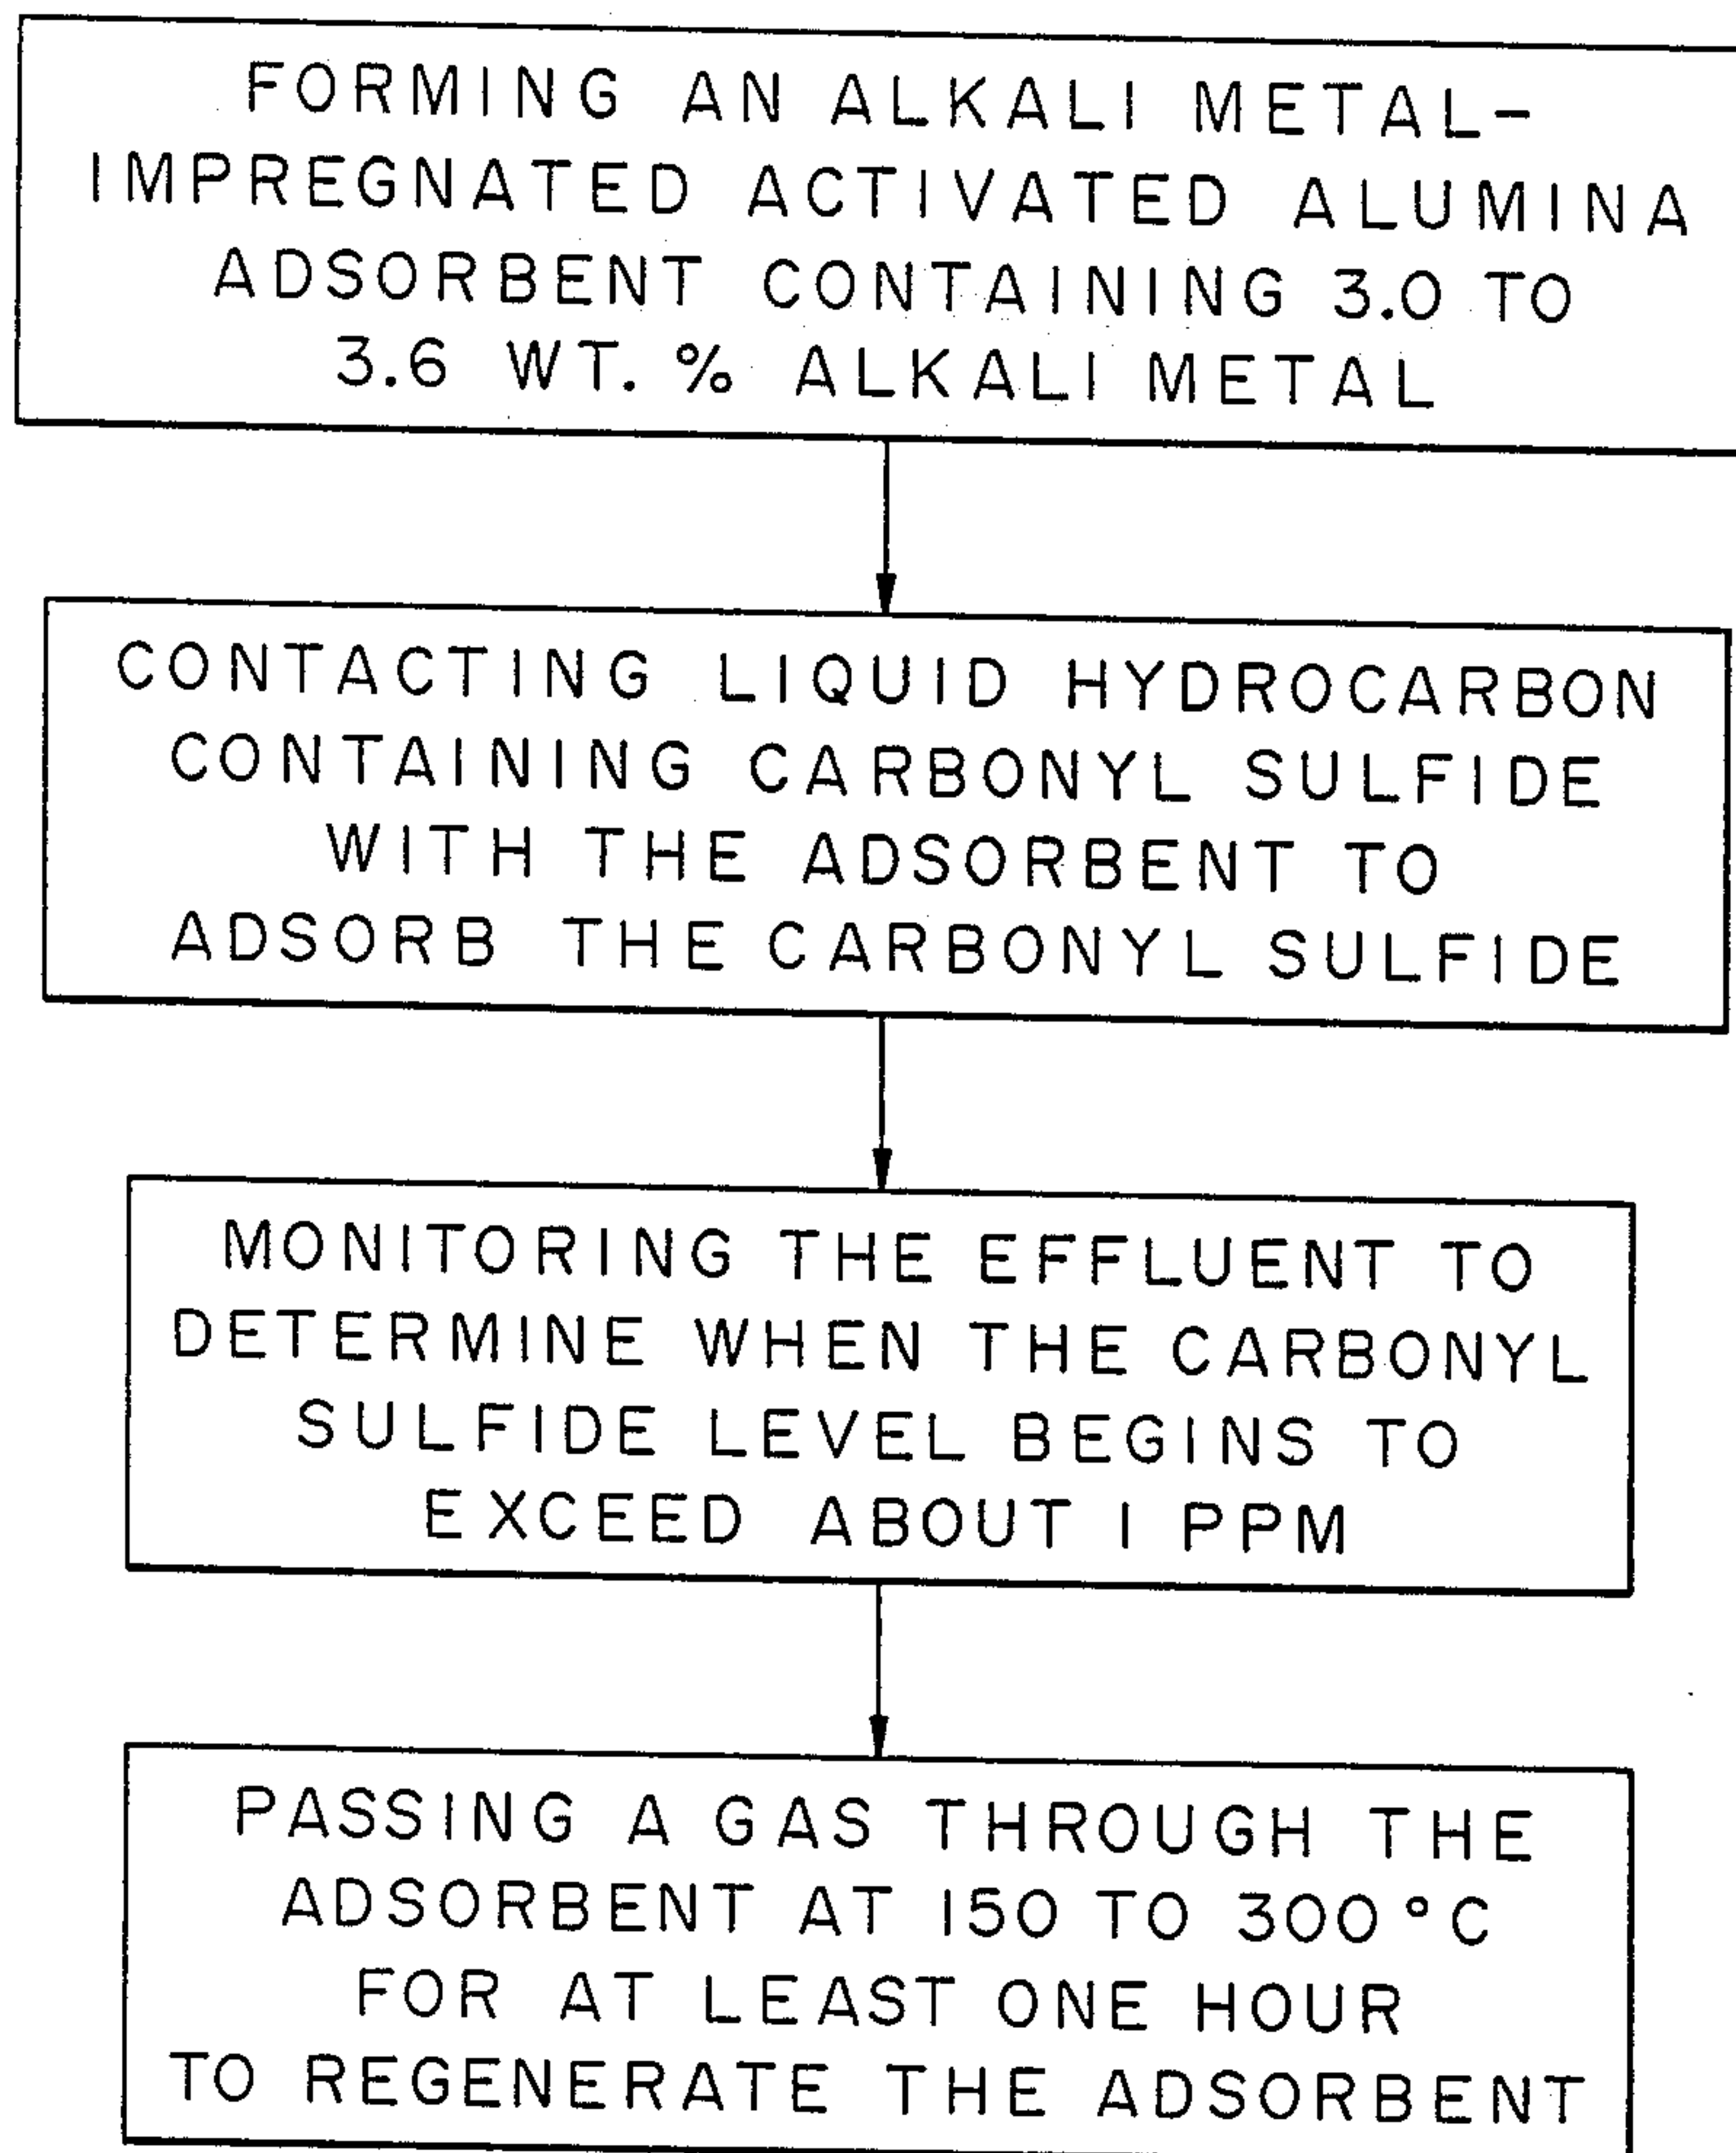 FORMING AN ALKALI METAL-
IMPREGNATED ACTIVATED ALUMINA
ADSORBENT CONTAINING 3.0 TO
3.6 WT. % ALKALI METAL
CONTACTING LIQUID HYDROCARBON
CONTAINING CARBONYL SULFIDE
WITH THE ADSORBENT TO
ADSORB THE CARBONYL SULFIDE
MONITORING THE EFFLUENT TO
DETERMINE WHEN THE CARBONYL
SULFIDE LEVEL BEGINS TO
EXCEED ABOUT 1 PPM
PASSING A GAS THROUGH THE
ADSORBENT AT 150 TO 300°C
FOR AT LEAST ONE HOUR
TO REGENERATE THE ADSORBENT